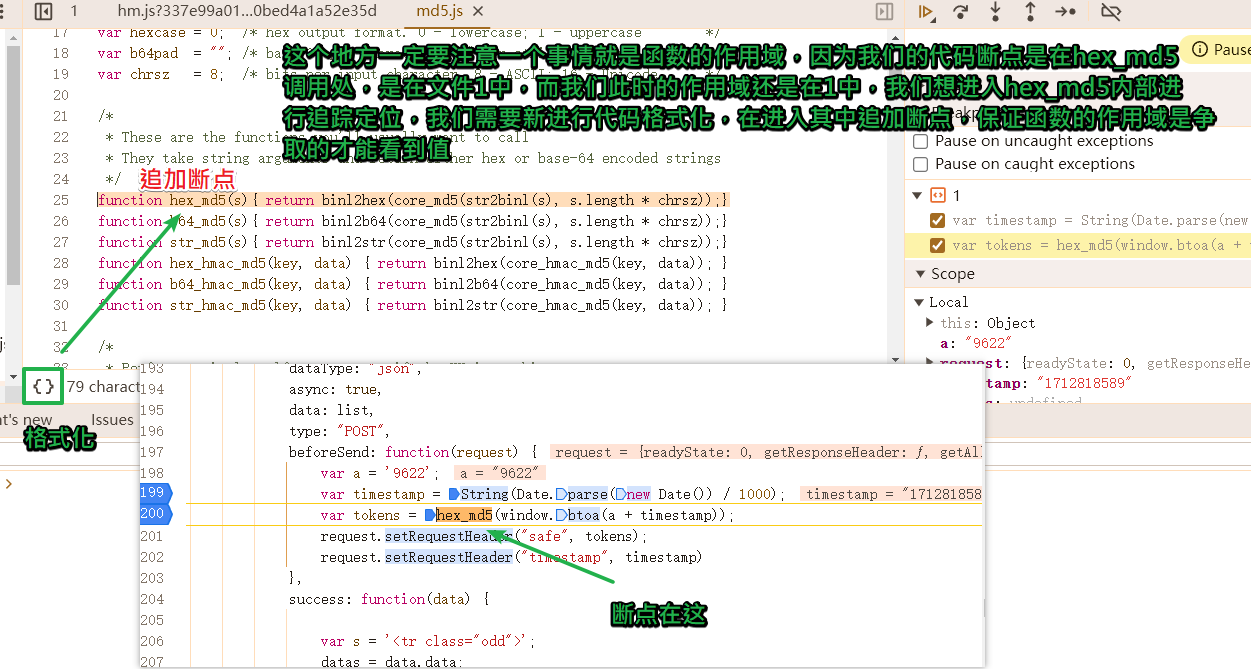 1 hm.js?337e99a01...0bed4a1a52e35d md5.js
17 var hexcase = 0; /* hex output format. 0 - lowercase; 1 - uppercase */
18 var b64pad = "";
19 var chrsz = 8;
这个地方一定要注意一个事情就是函数的作用域，因为我们的代码断点是在hex_md5
调用处，是在文件1中，而我们此时的作用域还是在1中，我们想进入hex_md5内部进
行追踪定位，我们需要新进行代码格式化，在进入其中追加断点，保证函数的作用域是争
取的才能看到值
Pause on uncaught exceptions
Pause on caught exceptions
20
21 /*
22 * These are the functions you'll usually want to call
23 * They take string arg
her hex or base-64 encoded strings
24 */
追加断点
25 function hex_md5(s){ return binl2hex(core_md5(str2binl(s), s.length * chrsz));}
26 function b64_md5(s){ return binl2b64(core_md5(str2binl(s), s.length * chrsz));}
27 function str_md5(s){ return binl2str(core_md5(str2binl(s), s.length * chrsz));}
28 function hex_hmac_md5(key, data) { return binl2hex(core_hmac_md5(key, data)); }
29 function b64_hmac_md5(key, data) { return binl2b64(core_hmac_md5(key, data)); }
30 function str_hmac_md5(key, data) { return binl2str(core_hmac_md5(key, data)); }
31
/*
1
var timestamp = String(Date.parse(new
var tokens = hex_md5(window.btoa(a +
Scope
Local
this: Object
a: "9622"
request: {readyState: 0, getResponseHe
tamp: "1712818589"
undefined
{} 79 charact
t's new Issues
格式化
193 dataType: "json",
194 async: true,
195 data: list,
196 type: "POST",
197 beforeSend: function(request) { request = {readyState: 0, getResponseHeader: ƒ, getAl
198 var a = '9622'; a = "9622"
199 var timestamp = String(Date.parse(new Date()) / 1000); timestamp = "171281858
200 var tokens = hex_md5(window.btoa(a + timestamp));
201 request.setRequestHeader("safe", tokens);
202 request.setRequestHeader("timestamp", timestamp)
203 },
204 success: function(data) {
205
206 var s = '<tr class="odd">';
207 datas = data.data;
断点在这